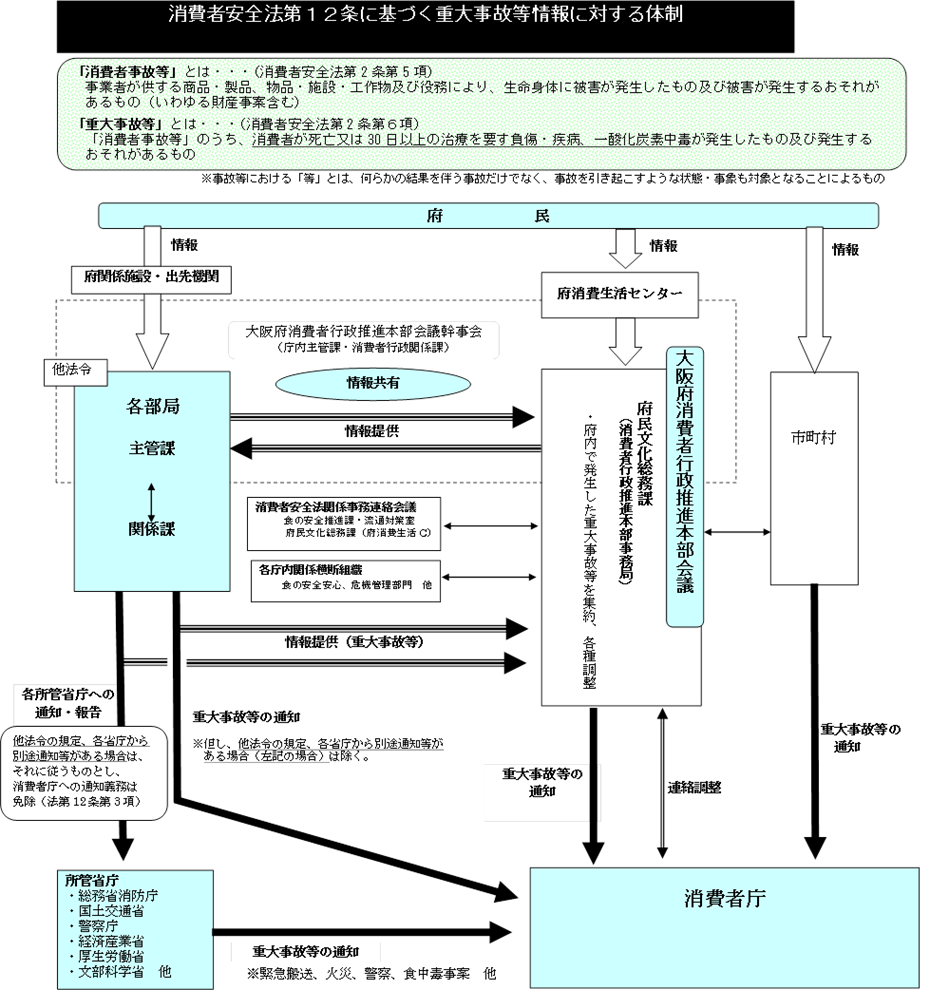 消費者安全法第１２条に基づく重大事故等情報に対する体制
「消費者事故等」とは・・・（消費者安全法第２条第５項）
事業者が供する商品・製品、物品・施設・工作物及び役務により、生命身体に被害が発生したもの及び被害が発生するおそれが
あるもの（いわゆる財産事案含む）
「重大事故等」とは・・・（消費者安全法第２条第６項）
「消費者事故等」のうち、消費者が死亡又は30日以上の治療を要す負傷・疾病、一酸化炭素中毒が発生したもの及び発生する
おそれがあるもの
※事故等における「等」とは、何らかの結果を伴う事故だけでなく、事故を引き起こすような状態・事象も対象となることによるもの
府 民
情報
情報
情報
府関係施設・出先機関
府消費生活センター
大阪府消費者行政推進本部会議幹事会
（庁内主管課・消費者行政関係課）
他法令
情報共有
各部局
主管課
関係課
情報提供
府民文化総務課
（消費者行政推進本部事務局）
・府内で発生した重大事故等を集約、各種調整
大阪府消費者行政推進本部会議
市町村
消費者安全法関係事務連絡会議
食の安全推進課・流通対策室
府民文化総務課（府消費生活C）
各庁内関係横断組織
食の安全安心、危機管理部門 他
情報提供（重大事故等）
各所管省庁への
通知・報告
他法令の規定、各省庁から
別途通知等がある場合は、
それに従うものとし、
消費者庁への通知義務は
免除（法第12条第３項）
重大事故等の通知
※但し、他法令の規定、各省庁から別途通知等が
ある場合（左記の場合）は除く。
重大事故等の
通知
連絡調整
重大事故等の
通知
所管省庁
・総務省消防庁
・国土交通省
・警察庁
・経済産業省
・厚生労働省
・文部科学省 他
重大事故等の通知
※緊急搬送、火災、警察、食中毒事案 他
消費者庁